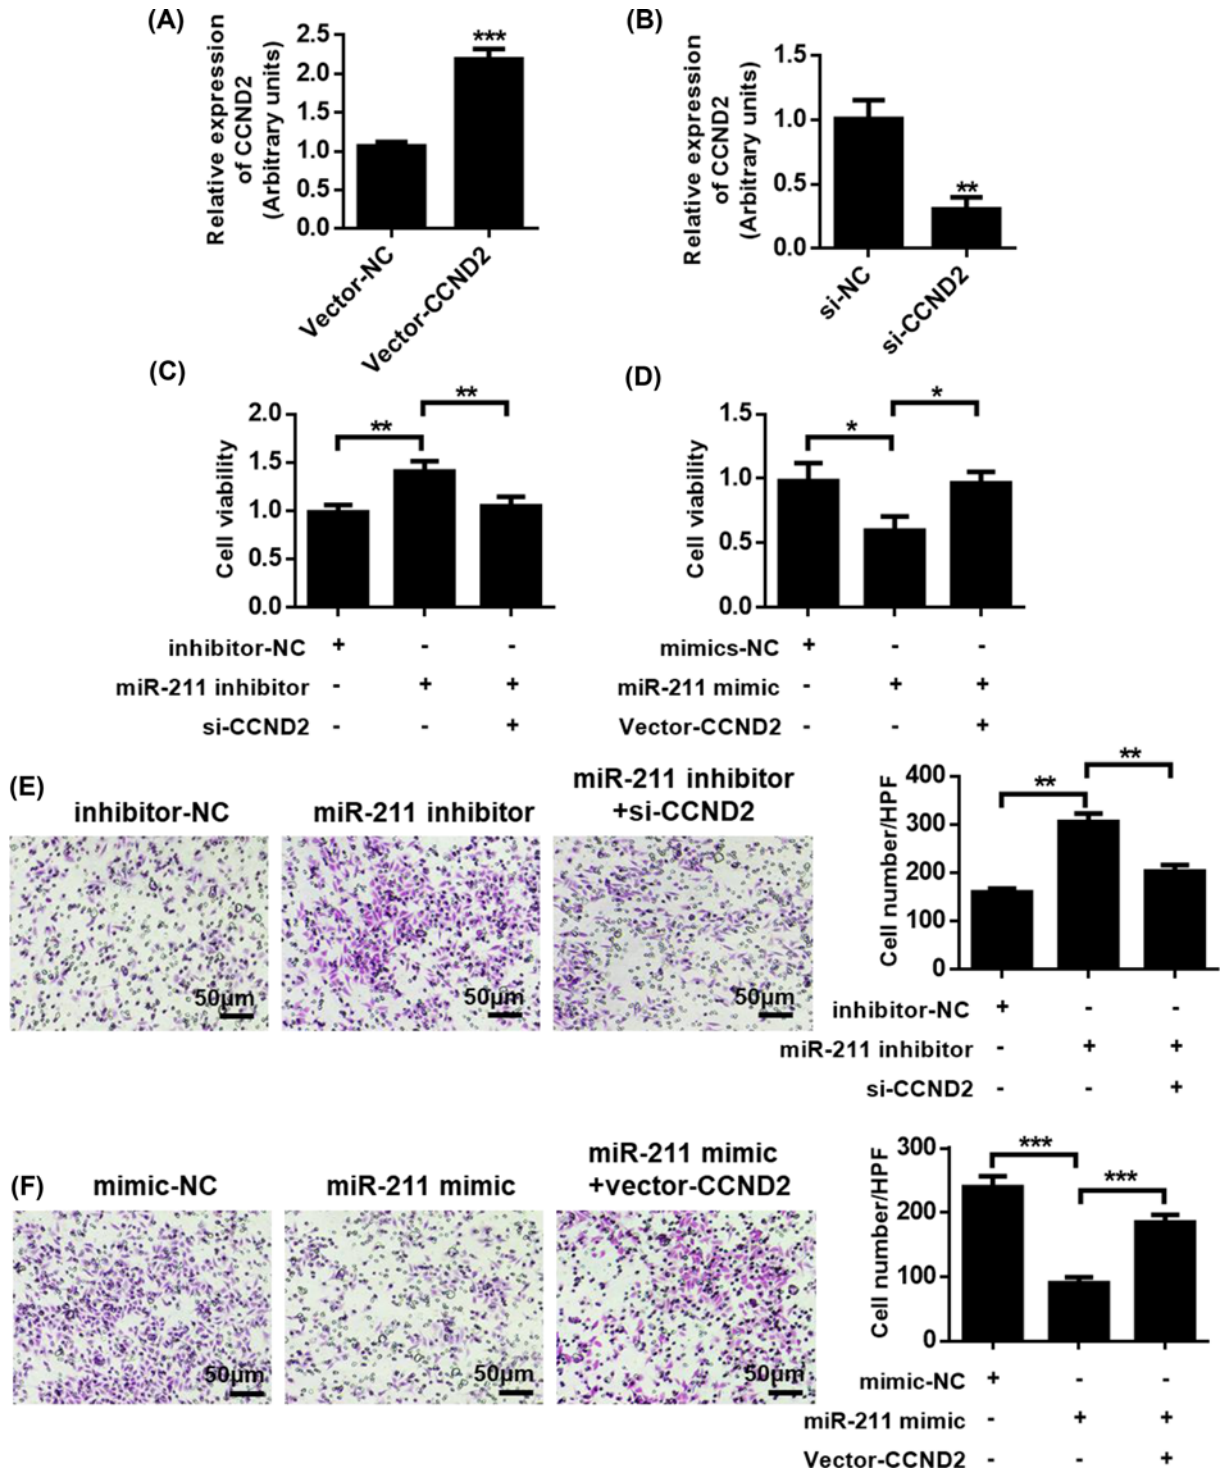 (A)
Relative expression
of CCND2
(Arbitrary units)
2.5
2.0
1.5
1.0
0.5
0.0
***
Vector-NC
Vector-CCND2
(B)
Relative expression
of CCND2
(Arbitrary units)
1.5
1.0
0.5
0.0
**
si-NC
si-CCND2
(C)
Cell viability
2.0
1.5
1.0
0.5
0.0
**
**
inhibitor-NC + - -
miR-211 inhibitor - + +
si-CCND2 - - +
(D)
Cell viability
1.5
1.0
0.5
0.0
*
*
mimics-NC + - -
miR-211 mimic - + +
Vector-CCND2 - - +
(E)
inhibitor-NC
miR-211 inhibitor
miR-211 inhibitor
+si-CCND2
50μm
50μm
50μm
Cell number/HPF
400
300
200
100
0
**
**
inhibitor-NC + - -
miR-211 inhibitor - + +
si-CCND2 - - +
(F)
mimic-NC
miR-211 mimic
miR-211 mimic
+vector-CCND2
50μm
50μm
50μm
Cell number/HPF
300
200
100
0
***
***
mimic-NC + - -
miR-211 mimic - + +
Vector-CCND2 - - +